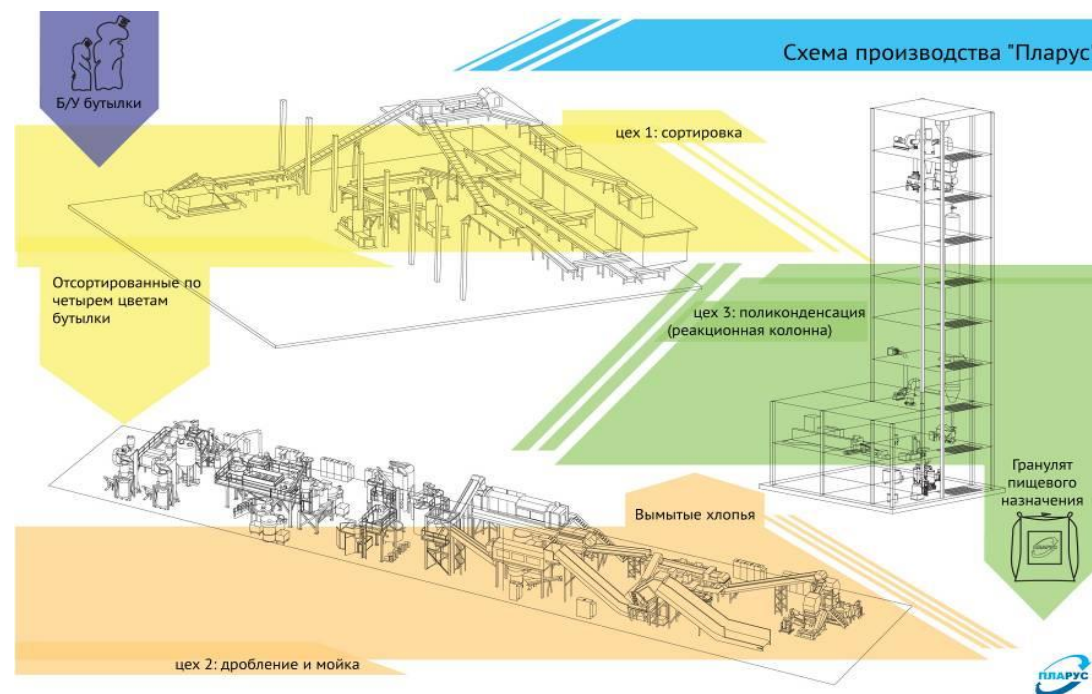 Схема производства "Пларус"
Б/У бутылки
цех 1: сортировка
Отсортированные по
четырем цветам
бутылки
цех 3: поликонденсация
(реакционная колонна)
Гранулят
пищевого
назначения
ПЛАРУС
Вымытые хлопья
цех 2: дробление и мойка
ПЛАРУС